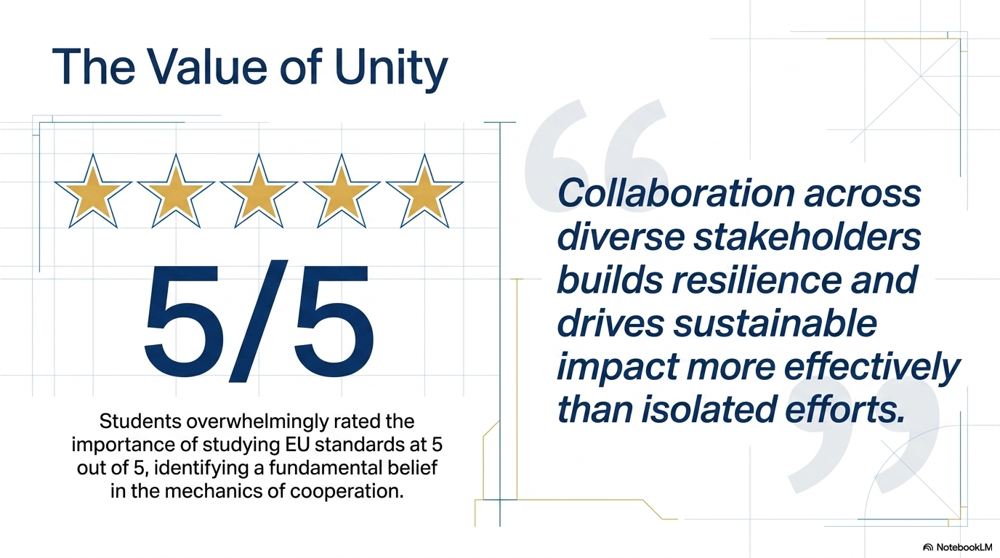 The Value of Unity
5/5
Students overwhelmingly rated the
importance of studying EU standards at 5
out of 5, identifying a fundamental belief
in the mechanics of cooperation.
“
Collaboration across
diverse stakeholders
builds resilience and
drives sustainable
impact more effectively
than isolated efforts.
”
NotebookLM